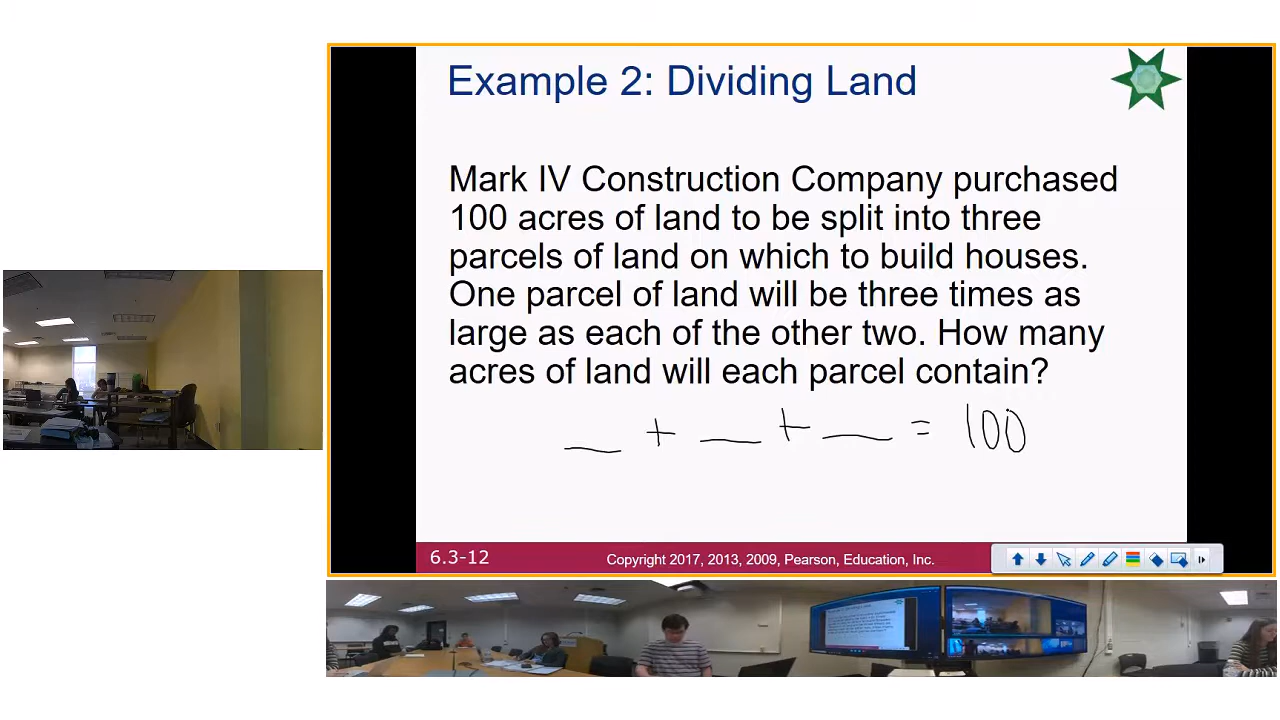 Example 2: Dividing Land
Mark IV Construction Company purchased
100 acres of land to be split into three
parcels of land on which to build houses.
One parcel of land will be three times as
large as each of the other two. How many
acres of land will each parcel contain?
__ + __ + __ = 100
6.3-12
Copyright 2017, 2013, 2009, Pearson, Education, Inc.